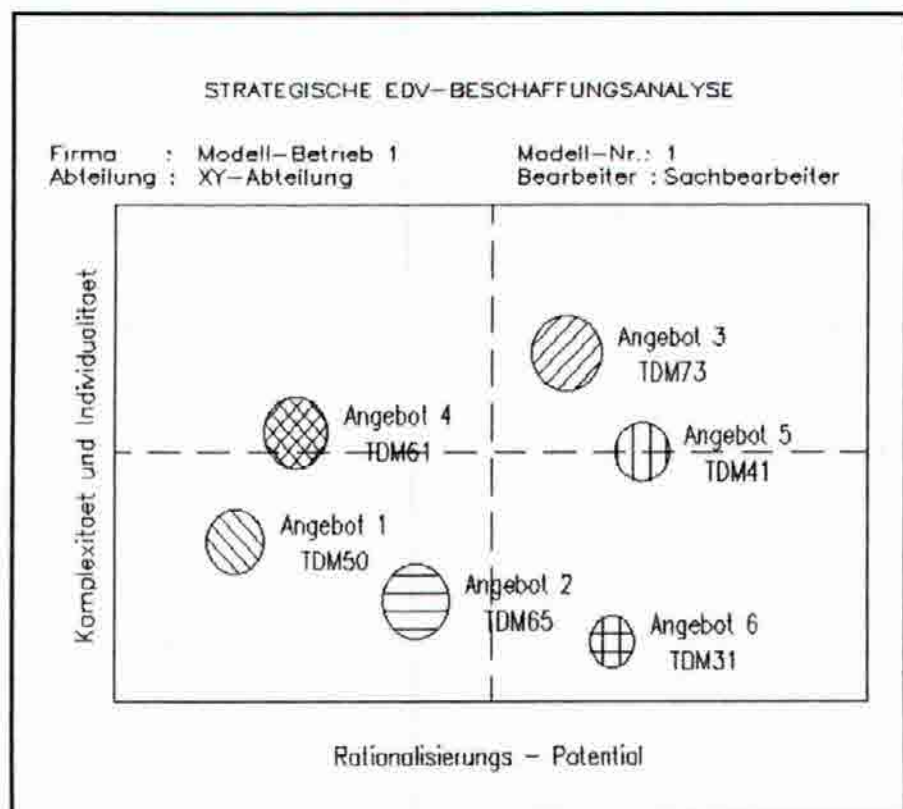 STRATEGISCHE EDV-BESCHAFFUNGSANALYSE
Firma : Modell-Betrieb 1 Modell-Nr.: 1
Abteilung : XY-Abteilung Bearbeiter : Sachbearbeiter
Komplexitaet und Individualitaet
Angebot 3
TDM73
Angebot 4
TDM61
Angebot 5
TDM41
Angebot 1
TDM50
Angebot 2
TDM65
Angebot 6
TDM31
Rationalisierungs - Potential